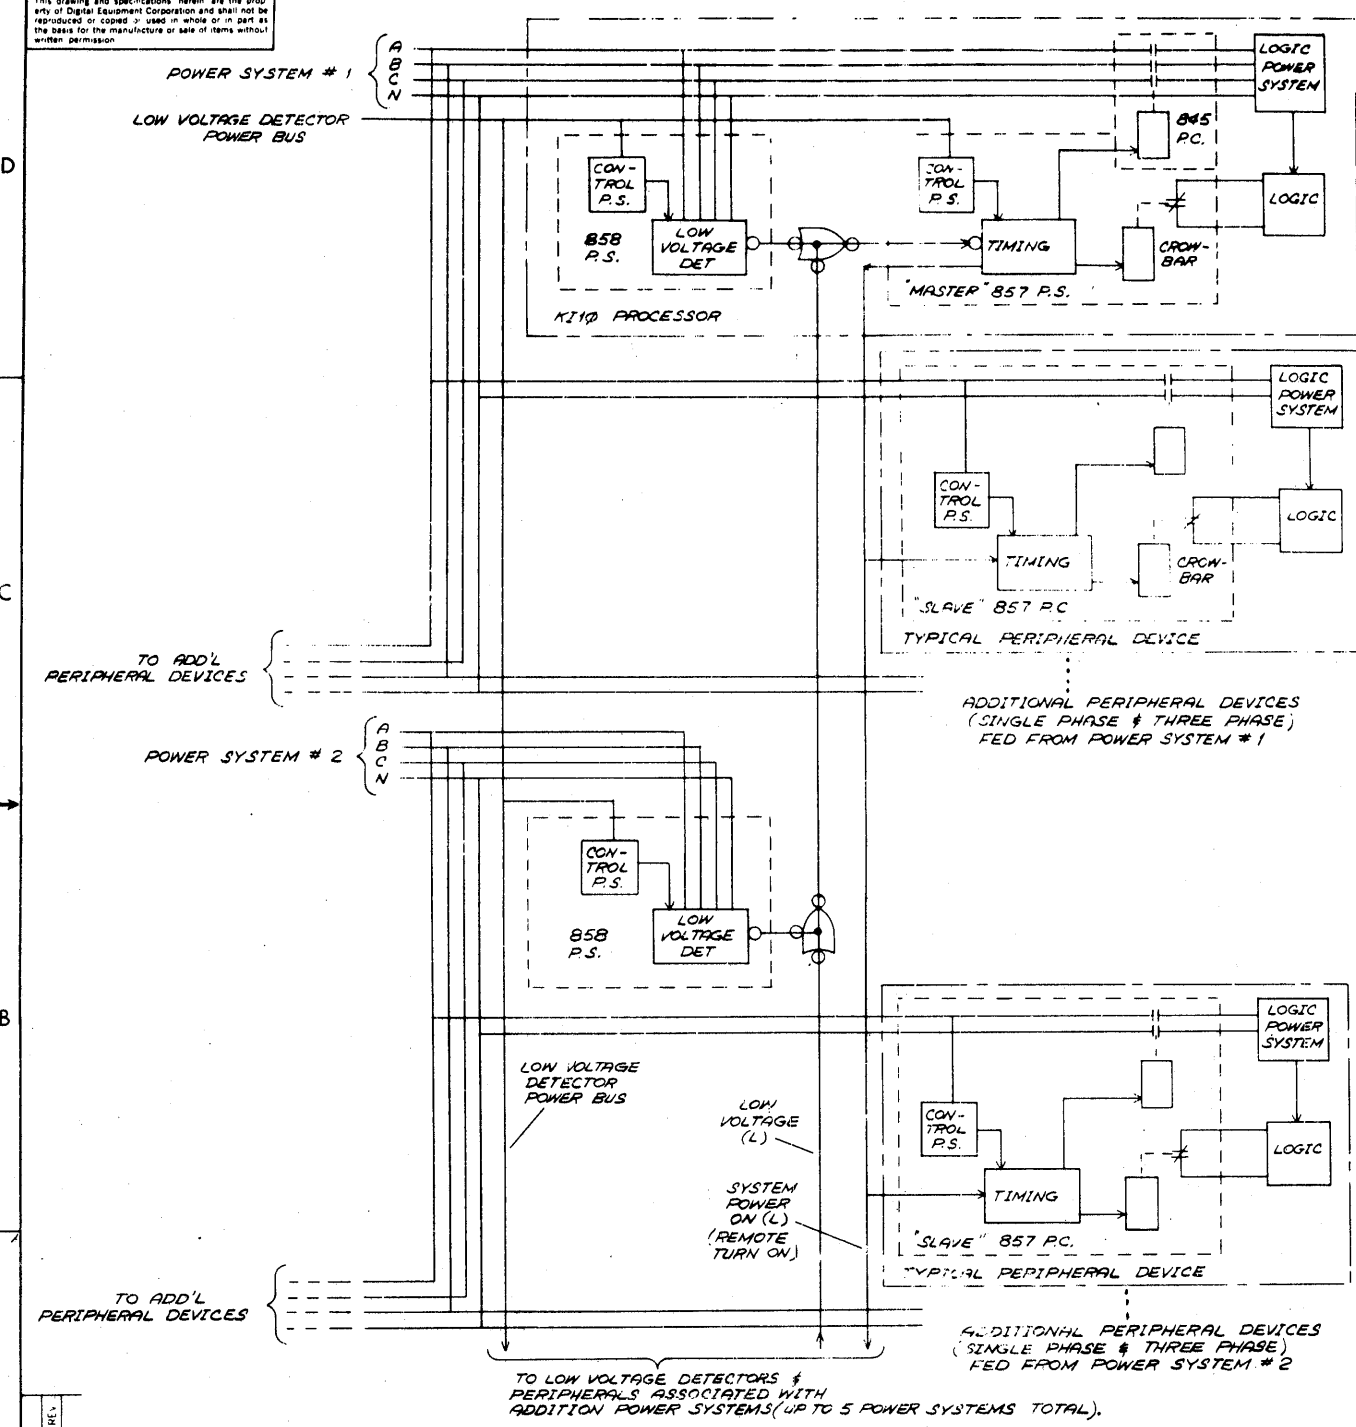 This drawing and specifications, herein, are the prop-
erty of Digital Equipment Corporation and shall not be
reproduced or copied or used in whole or in part as
the basis for the manufacture or sale of items without
written permission
D
C
B
REV
POWER SYSTEM # 1
A
B
C
N
LOW VOLTAGE DETECTOR
POWER BUS
CON-
TROL
P.S.
858
P.S.
LOW
VOLTAGE
DET
KI10 PROCESSOR
CON-
TROL
P.S.
TIMING
"MASTER" 857 P.S.
845
P.C.
CROW-
BAR
LOGIC
POWER
SYSTEM
LOGIC
LOGIC
POWER
SYSTEM
CON-
TROL
P.S.
TIMING
CROW-
BAR
LOGIC
"SLAVE" 857 P.C
TYPICAL PERIPHERAL DEVICE
TO ADD'L
PERIPHERAL DEVICES
ADDITIONAL PERIPHERAL DEVICES
(SINGLE PHASE & THREE PHASE)
FED FROM POWER SYSTEM # 1
POWER SYSTEM # 2
A
B
C
N
CON-
TROL
P.S.
858
P.S.
LOW
VOLTAGE
DET
LOW VOLTAGE
DETECTOR
POWER BUS
LOW
VOLTAGE
(L)
SYSTEM
POWER
ON (L)
(REMOTE
TURN ON)
LOGIC
POWER
SYSTEM
CON-
TROL
P.S.
TIMING
LOGIC
"SLAVE" 857 P.C.
TYPICAL PERIPHERAL DEVICE
TO ADD'L
PERIPHERAL DEVICES
ADDITIONAL PERIPHERAL DEVICES
(SINGLE PHASE & THREE PHASE)
FED FROM POWER SYSTEM # 2
TO LOW VOLTAGE DETECTORS &
PERIPHERALS ASSOCIATED WITH
ADDITION POWER SYSTEMS (UP TO 5 POWER SYSTEMS TOTAL).